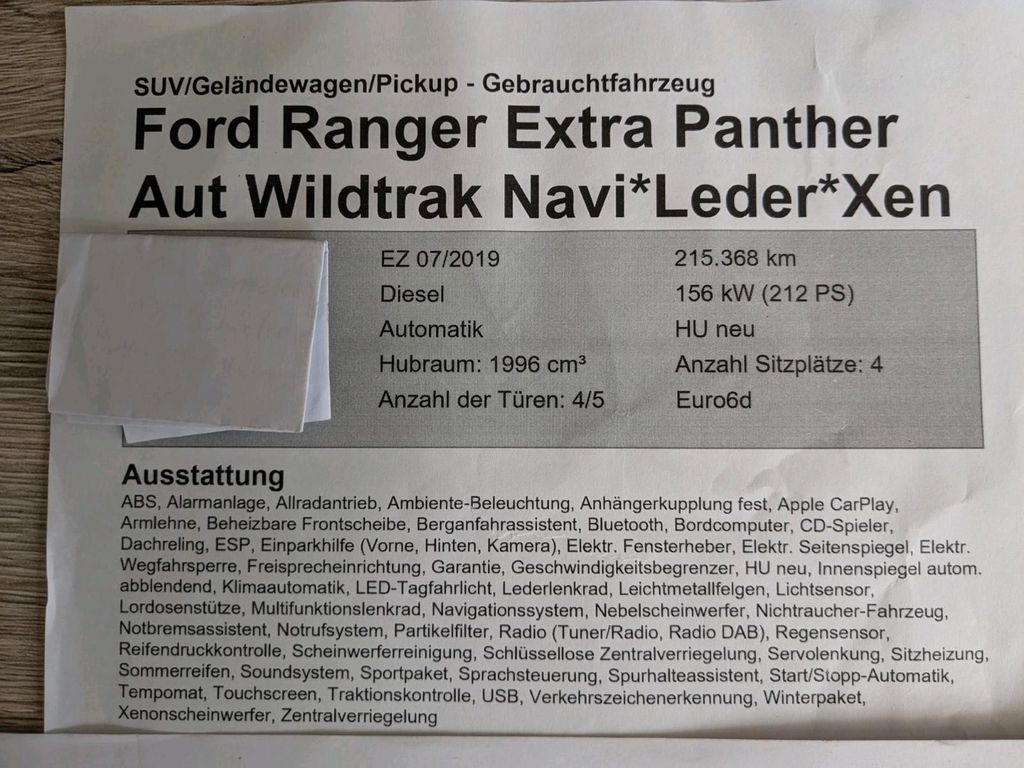 SUV/Geländewagen/Pickup - Gebrauchtfahrzeug
Ford Ranger Extra Panther
Aut Wildtrak Navi*Leder*Xen
EZ 07/2019 215.368 km
Diesel 156 kW (212 PS)
Automatik HU neu
Hubraum: 1996 cm³ Anzahl Sitzplätze: 4
Anzahl der Türen: 4/5 Euro6d
Ausstattung
ABS, Alarmanlage, Allradantrieb, Ambiente-Beleuchtung, Anhängerkupplung fest, Apple CarPlay,
Armlehne, Beheizbare Frontscheibe, Berganfahrassistent, Bluetooth, Bordcomputer, CD-Spieler,
Dachreling, ESP, Einparkhilfe (Vorne, Hinten, Kamera), Elektr. Fensterheber, Elektr. Seitenspiegel, Elektr.
Wegfahrsperre, Freisprecheinrichtung, Garantie, Geschwindigkeitsbegrenzer, HU neu, Innenspiegel autom.
abblendend, Klimaautomatik, LED-Tagfahrlicht, Lederlenkrad, Leichtmetallfelgen, Lichtsensor,
Lordosenstütze, Multifunktionslenkrad, Navigationssystem, Nebelscheinwerfer, Nichtraucher-Fahrzeug,
Notbremsassistent, Notrufsystem, Partikelfilter, Radio (Tuner/Radio, Radio DAB), Regensensor,
Reifendruckkontrolle, Scheinwerferreinigung, Schlüssellose Zentralverriegelung, Servolenkung, Sitzheizung,
Sommerreifen, Soundsystem, Sportpaket, Sprachsteuerung, Spurhalteassistent, Start/Stopp-Automatik,
Tempomat, Touchscreen, Traktionskontrolle, USB, Verkehrszeichenerkennung, Winterpaket,
Xenonscheinwerfer, Zentralverriegelung